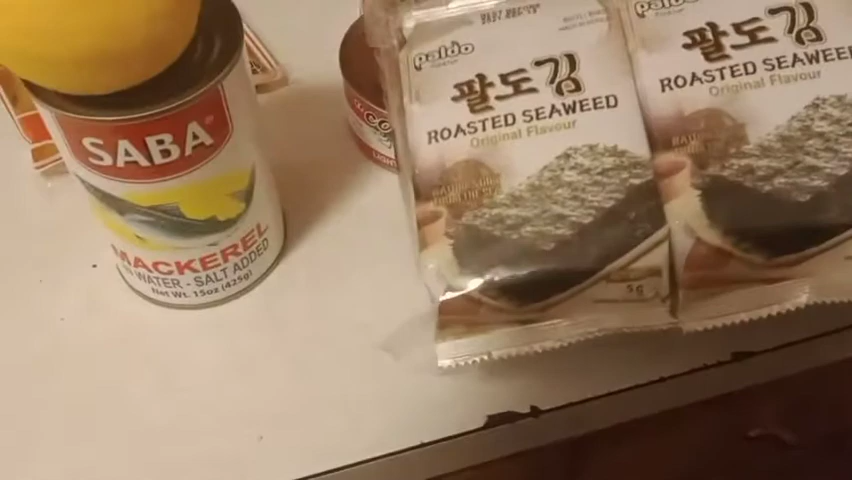 SABA®
MACKEREL
IN WATER - SALT ADDED
Net Wt. 15oz (425g)
paldo
팔도김
ROASTED SEAWEED
Original Flavour
5g
paldo
팔도김
ROASTED SEAWEED
Original Flavour